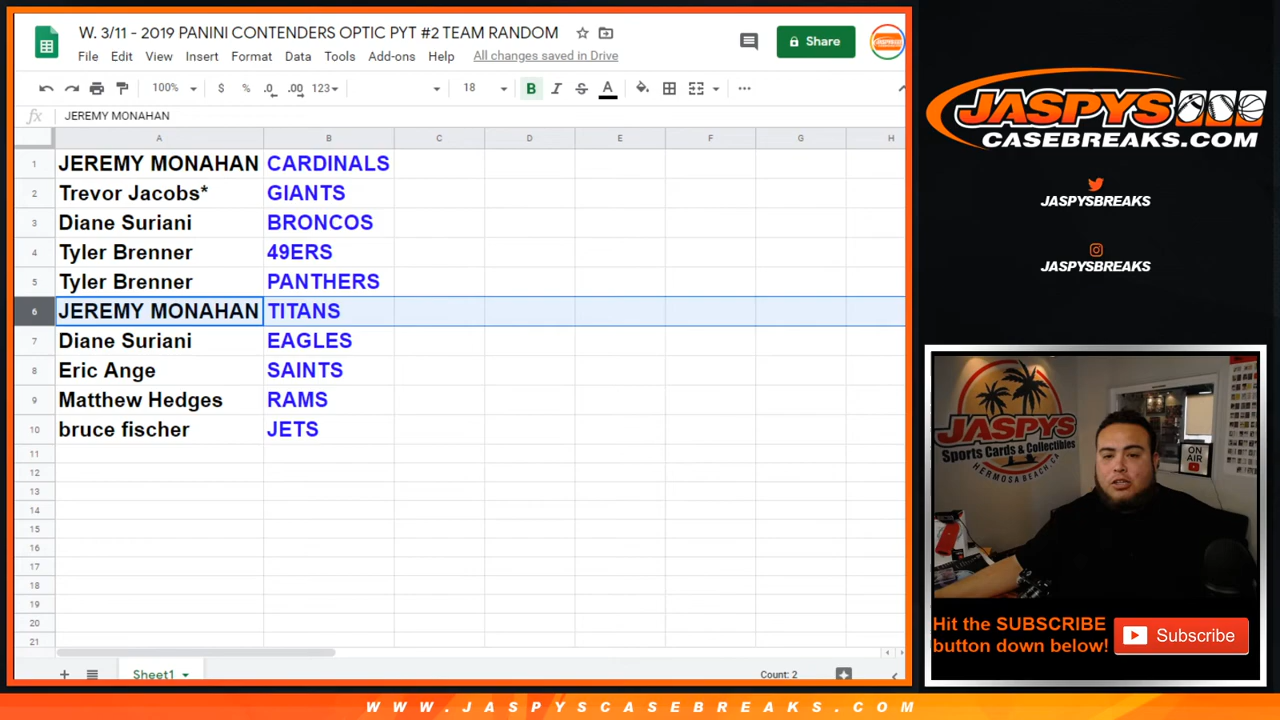 W. 3/11 - 2019 PANINI CONTENDERS OPTIC PYT #2 TEAM RANDOM
File Edit View Insert Format Data Tools Add-ons Help All changes saved in Drive
Share
100% $ % .0 .00 123 18 B I S A
fx JEREMY MONAHAN
A B C D E F G H
1 JEREMY MONAHAN CARDINALS
2 Trevor Jacobs* GIANTS
3 Diane Suriani BRONCOS
4 Tyler Brenner 49ERS
5 Tyler Brenner PANTHERS
6 JEREMY MONAHAN TITANS
7 Diane Suriani EAGLES
8 Eric Ange SAINTS
9 Matthew Hedges RAMS
10 bruce fischer JETS
11
12
13
14
15
16
17
18
19
20
21
Sheet1 Count: 2
JASPYS
CASEBREAKS.COM
JASPYSBREAKS
JASPYSBREAKS
JASPYS
Sports Cards & Collectibles
HERMOSA BEACH, CA
ON AIR
Hit the SUBSCRIBE
button down below!
Subscribe
WWW.JASPYSCASEBREAKS.COM